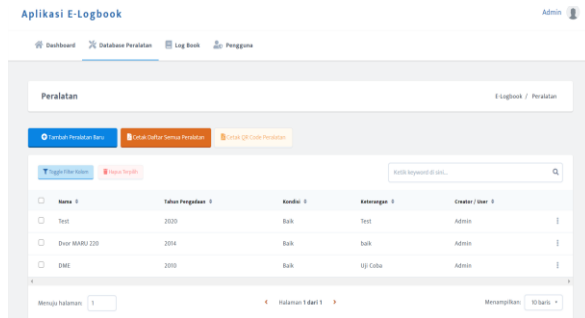 Aplikasi E-Logbook
Admin
Dashboard Database Peralatan Log Book Pengguna
Peralatan
E-Logbook / Peralatan
Tambah Peralatan Baru Cetak Daftar Semua Peralatan Cetak QR Code Peralatan
Toggle Filter Kolom Hapus Terpilih
Ketik keyword di sini...
Nama Tahun Pengadaan Kondisi Keterangan Creator / User
Test 2020 Baik Test Admin
Dvor MARU 220 2014 Baik baik Admin
DME 2010 Baik Uji Coba Admin
Menuju halaman: 1
Halaman 1 dari 1
Menampilkan: 10 baris